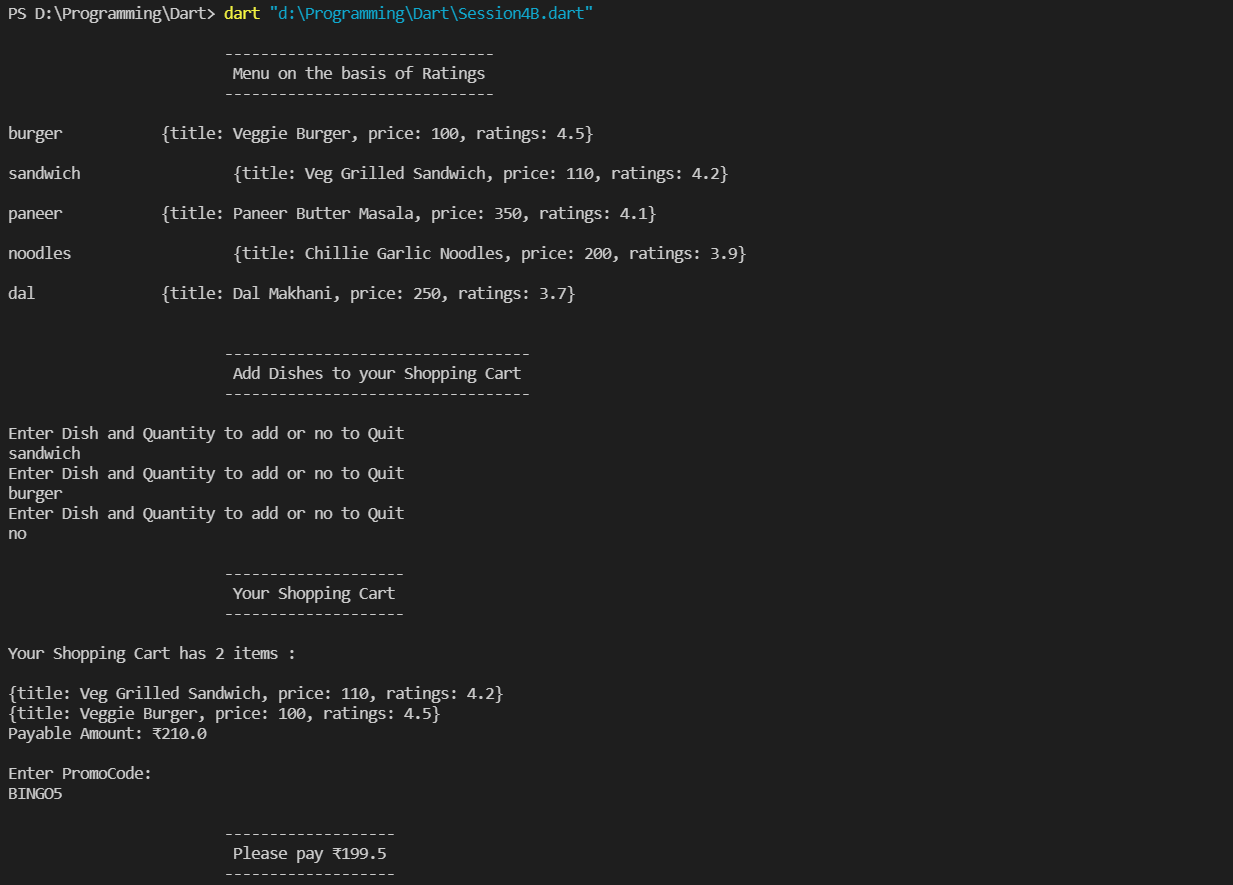 PS D:\Programming\Dart> dart "d:\Programming\Dart\Session4B.dart"
------------------------------
Menu on the basis of Ratings
------------------------------
burger {title: Veggie Burger, price: 100, ratings: 4.5}
sandwich {title: Veg Grilled Sandwich, price: 110, ratings: 4.2}
paneer {title: Paneer Butter Masala, price: 350, ratings: 4.1}
noodles {title: Chillie Garlic Noodles, price: 200, ratings: 3.9}
dal {title: Dal Makhani, price: 250, ratings: 3.7}
----------------------------------
Add Dishes to your Shopping Cart
----------------------------------
Enter Dish and Quantity to add or no to Quit
sandwich
Enter Dish and Quantity to add or no to Quit
burger
Enter Dish and Quantity to add or no to Quit
no
--------------------
Your Shopping Cart
--------------------
Your Shopping Cart has 2 items :
{title: Veg Grilled Sandwich, price: 110, ratings: 4.2}
{title: Veggie Burger, price: 100, ratings: 4.5}
Payable Amount: ₹210.0
Enter PromoCode:
BINGO5
-------------------
Please pay ₹199.5
-------------------